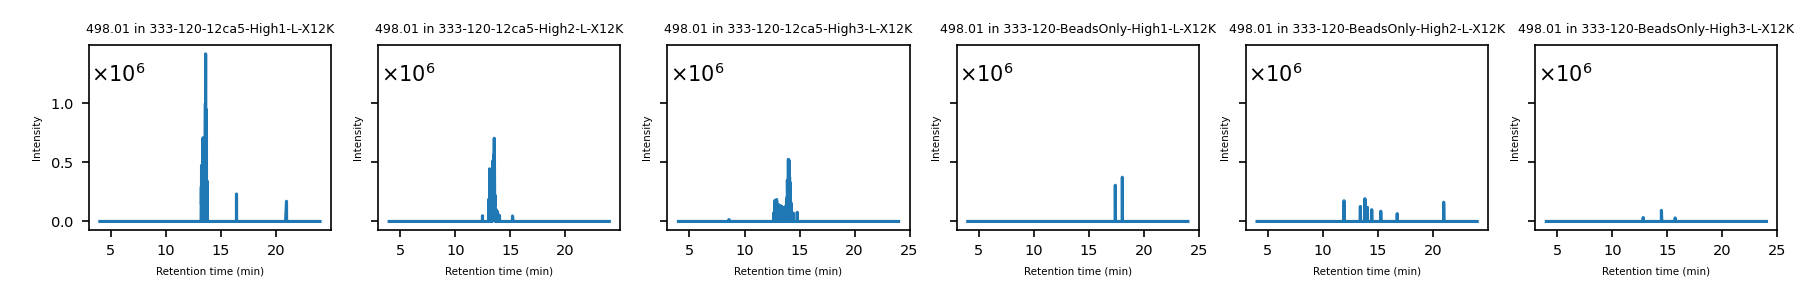 498.01 in 333-120-12ca5-High1-L-X12K
×10⁶
Intensity
1.0
0.5
0.0
5 10 15 20
Retention time (min)
498.01 in 333-120-12ca5-High2-L-X12K
×10⁶
Intensity
5 10 15 20
Retention time (min)
498.01 in 333-120-12ca5-High3-L-X12K
×10⁶
Intensity
5 10 15 20 25
Retention time (min)
498.01 in 333-120-BeadsOnly-High1-L-X12K
×10⁶
Intensity
5 10 15 20 25
Retention time (min)
498.01 in 333-120-BeadsOnly-High2-L-X12K
×10⁶
Intensity
5 10 15 20
Retention time (min)
498.01 in 333-120-BeadsOnly-High3-L-X12K
×10⁶
Intensity
5 10 15 20 25
Retention time (min)